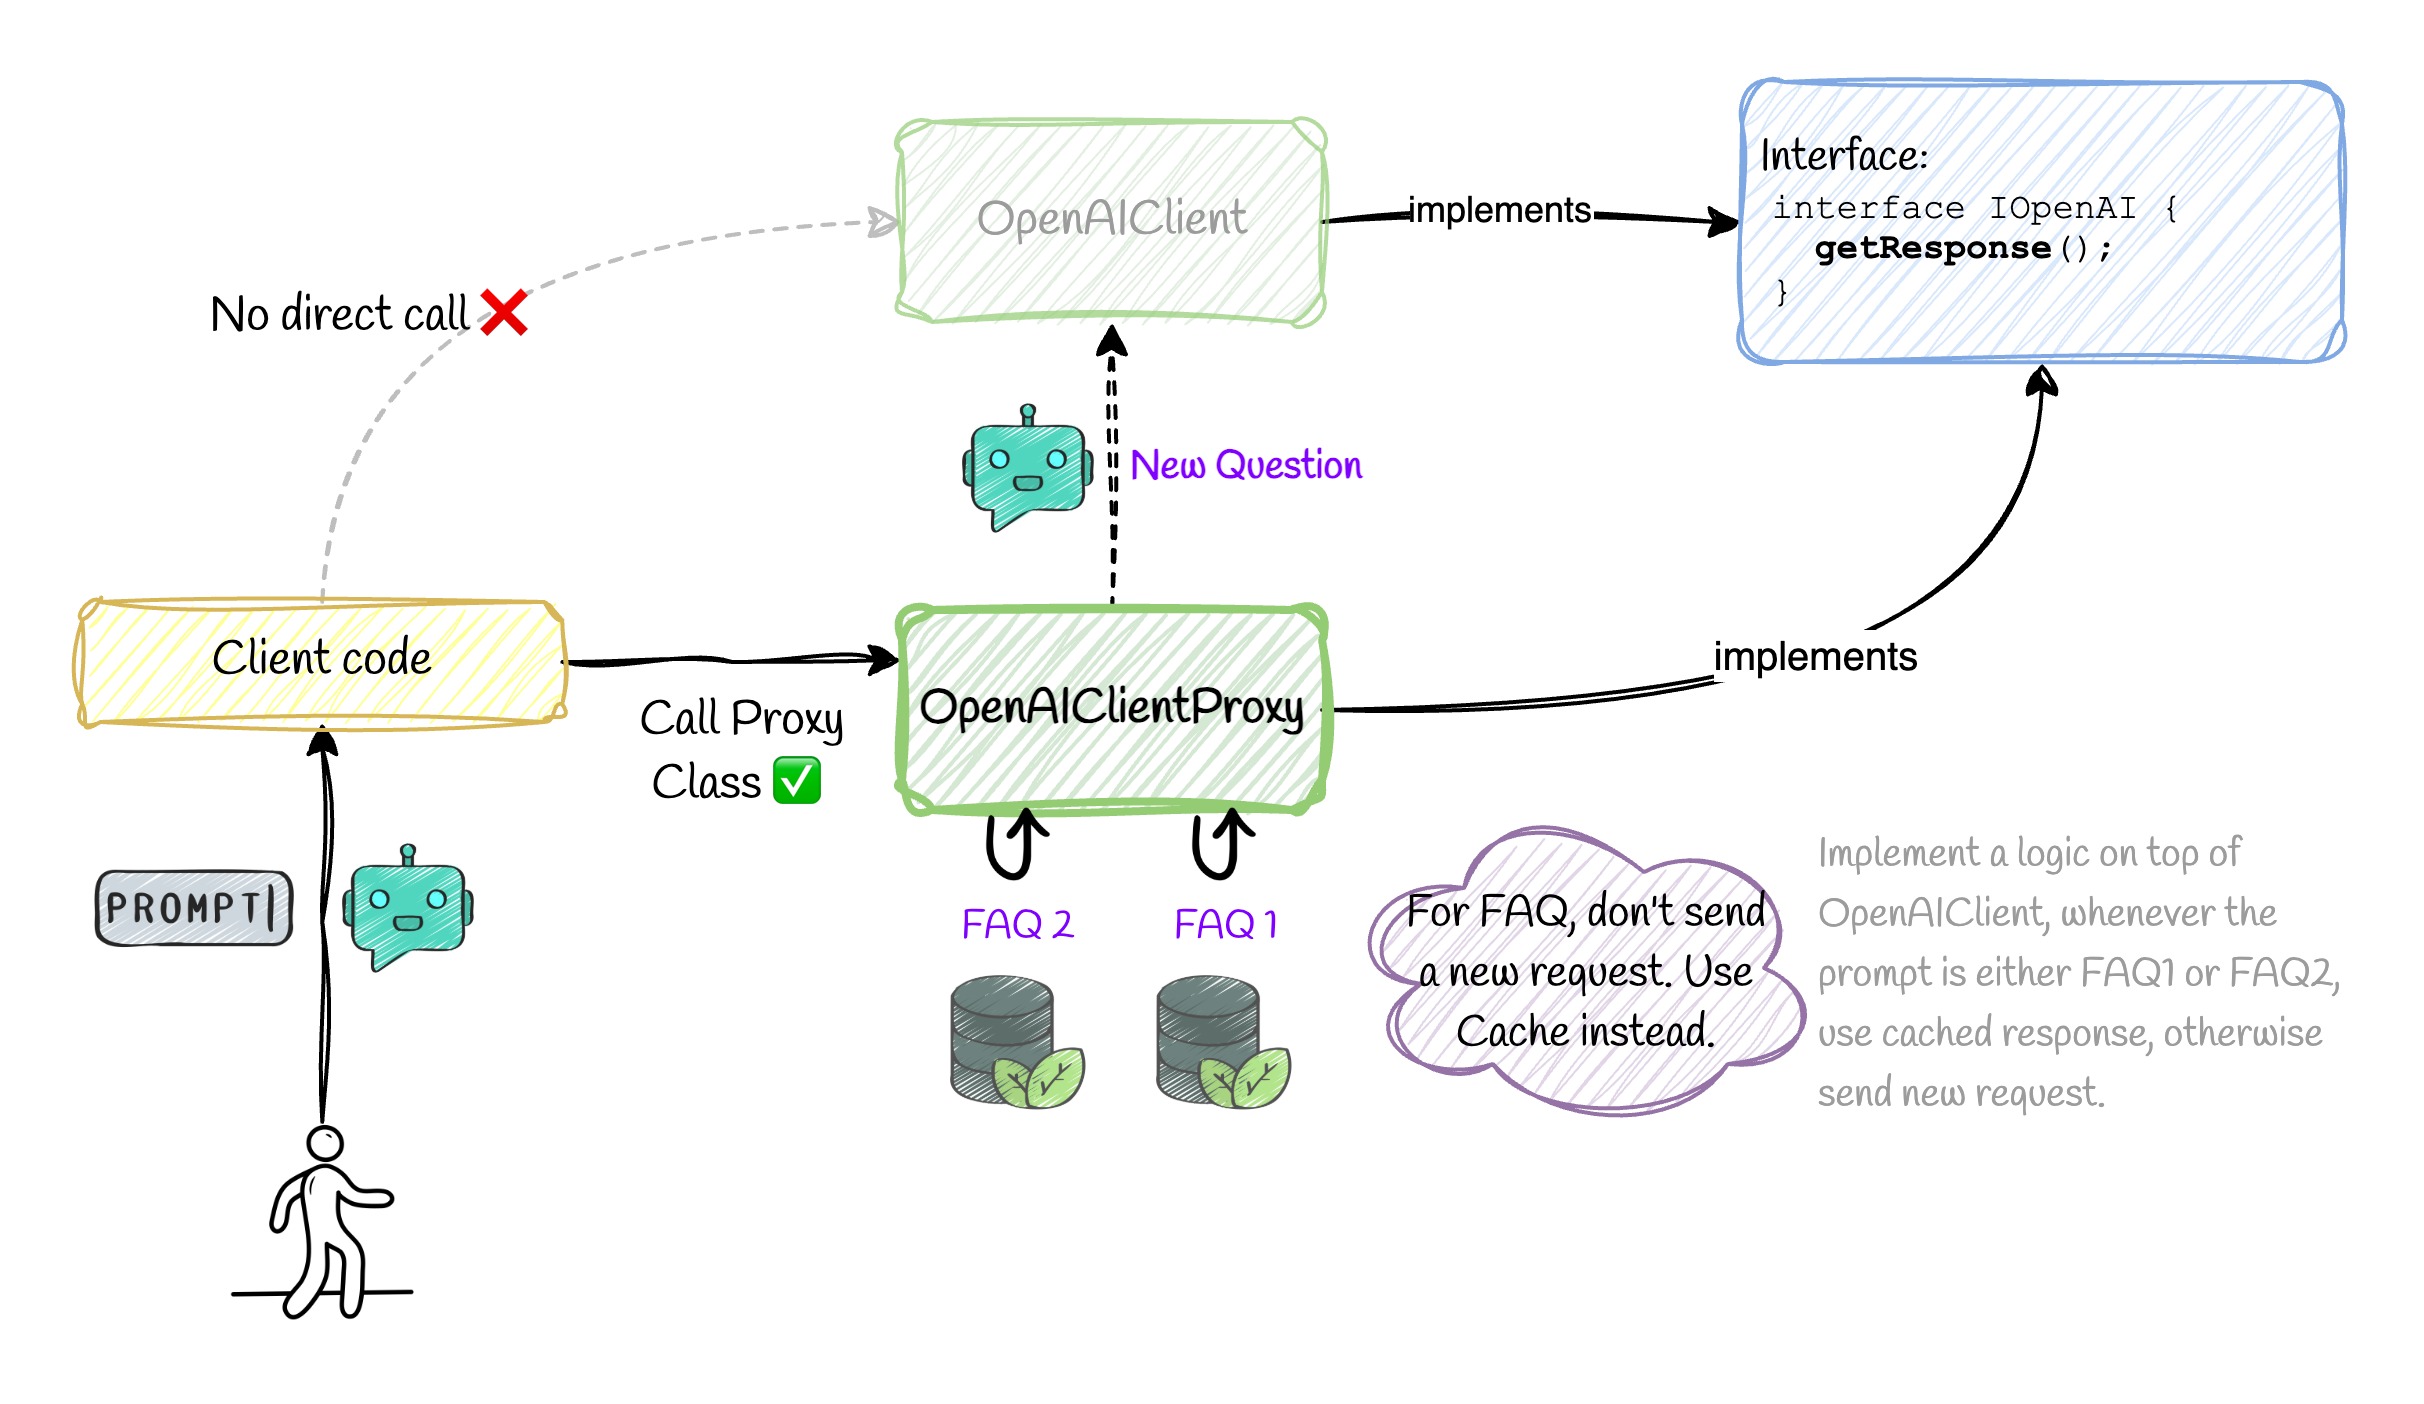 OpenAIClient
implements
Interface:
interface IOpenAI {
getResponse();
}
No direct call
New Question
Client code
Call Proxy
Class
OpenAIClientProxy
implements
PROMPT
FAQ 2
FAQ 1
For FAQ, don't send
a new request. Use
Cache instead.
Implement a logic on top of
OpenAIClient, whenever the
prompt is either FAQ1 or FAQ2,
use cached response, otherwise
send new request.